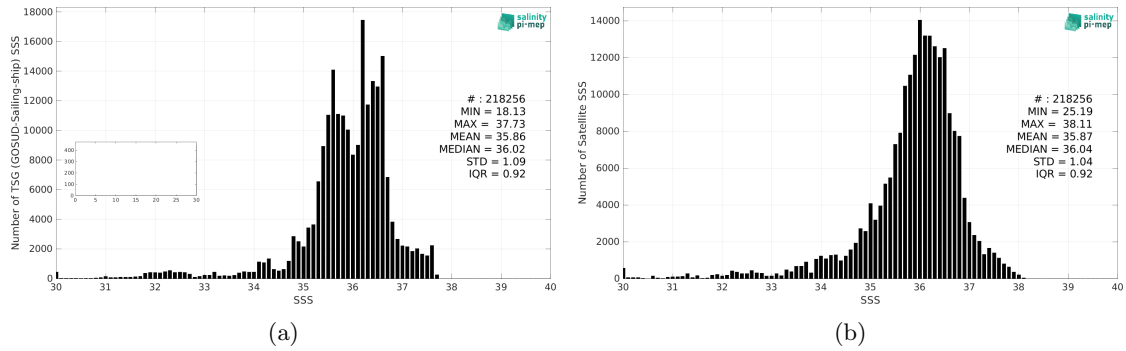 18000
16000
14000
12000
10000
8000
6000
4000
2000
0
Number of TSG (GOSUD-Sailing-ship) SSS
salinity
pi-mep
# : 218256
MIN = 18.13
MAX = 37.73
MEAN = 35.86
MEDIAN = 36.02
STD = 1.09
IQR = 0.92
400
300
200
100
0
0 5 10 15 20 25 30
30 31 32 33 34 35 36 37 38 39 40
SSS
(a)
14000
12000
10000
8000
6000
4000
2000
0
Number of Satellite SSS
salinity
pi-mep
# : 218256
MIN = 25.19
MAX = 38.11
MEAN = 35.87
MEDIAN = 36.04
STD = 1.04
IQR = 0.92
30 31 32 33 34 35 36 37 38 39 40
SSS
(b)